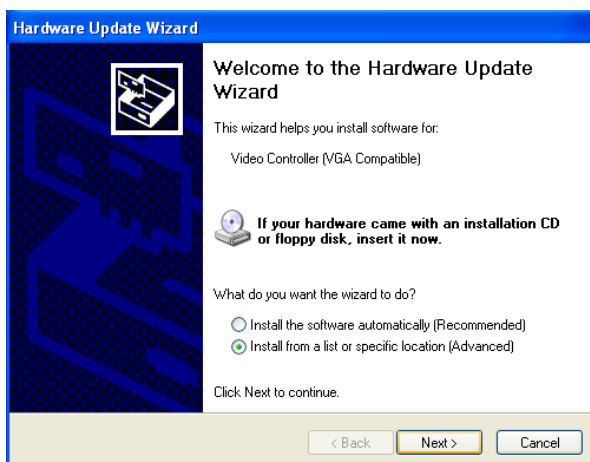 Hardware Update Wizard
Welcome to the Hardware Update
Wizard
This wizard helps you install software for:
Video Controller (VGA Compatible)
If your hardware came with an installation CD
or floppy disk, insert it now.
What do you want the wizard to do?
Install the software automatically (Recommended)
Install from a list or specific location (Advanced)
Click Next to continue.
< Back Next > Cancel